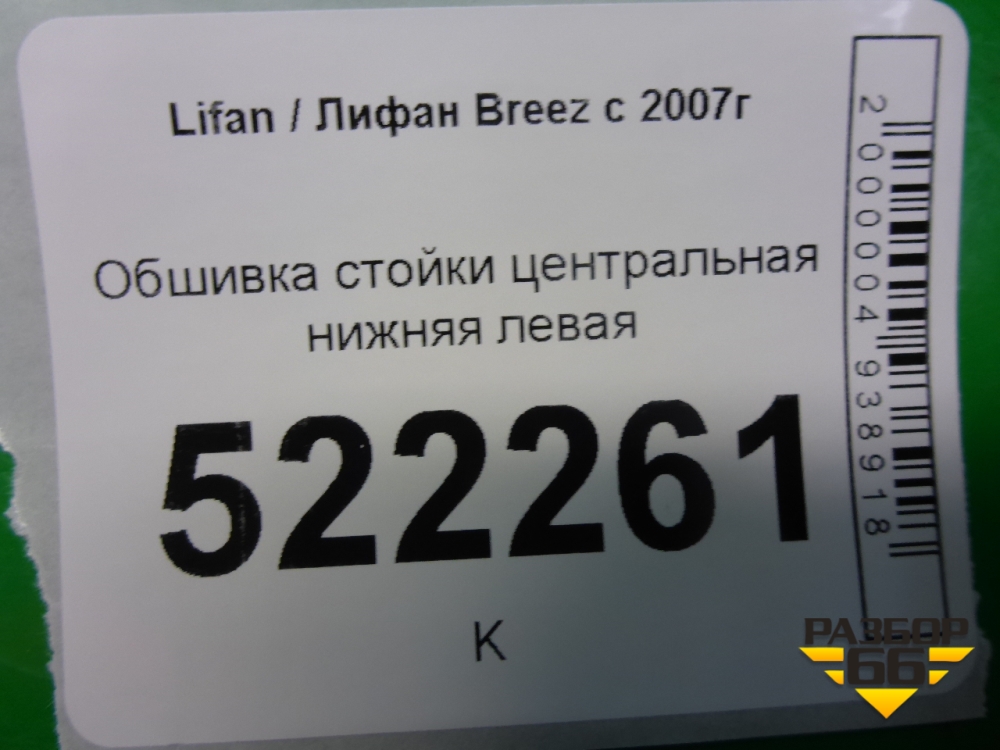 Lifan / Лифан Breez с 2007г
Обшивка стойки центральная
нижняя левая
522261
К
2000004938918
РАЗБОР
66